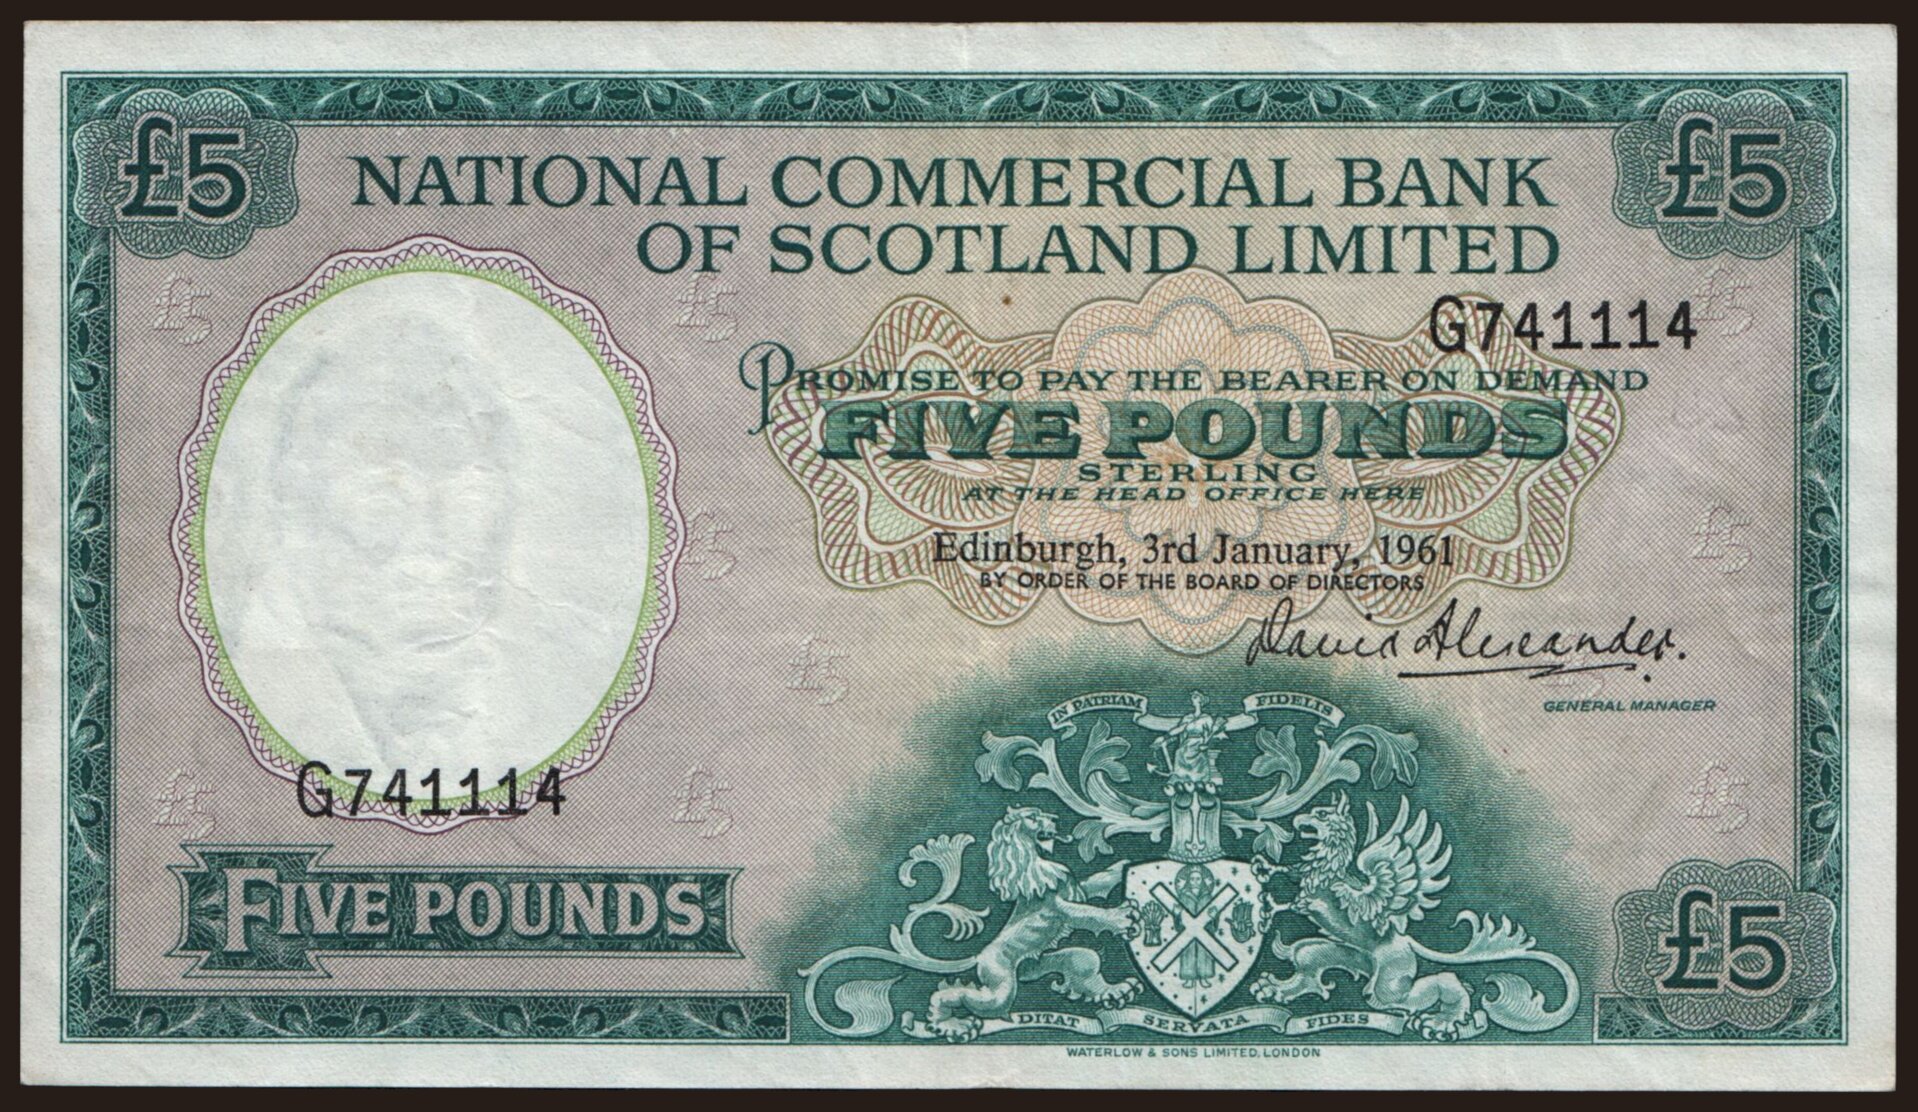 £5
£5
NATIONAL COMMERCIAL BANK
OF SCOTLAND LIMITED
G741114
PROMISE TO PAY THE BEARER ON DEMAND
FIVE POUNDS
STERLING
AT THE HEAD OFFICE HERE
Edinburgh, 3rd January, 1961
BY ORDER OF THE BOARD OF DIRECTORS
David Alexander.
GENERAL MANAGER
IN PATRIAM FIDELIS
G741114
FIVE POUNDS
£5
DITAT SERVATA FIDES
WATERLOW & SONS LIMITED, LONDON